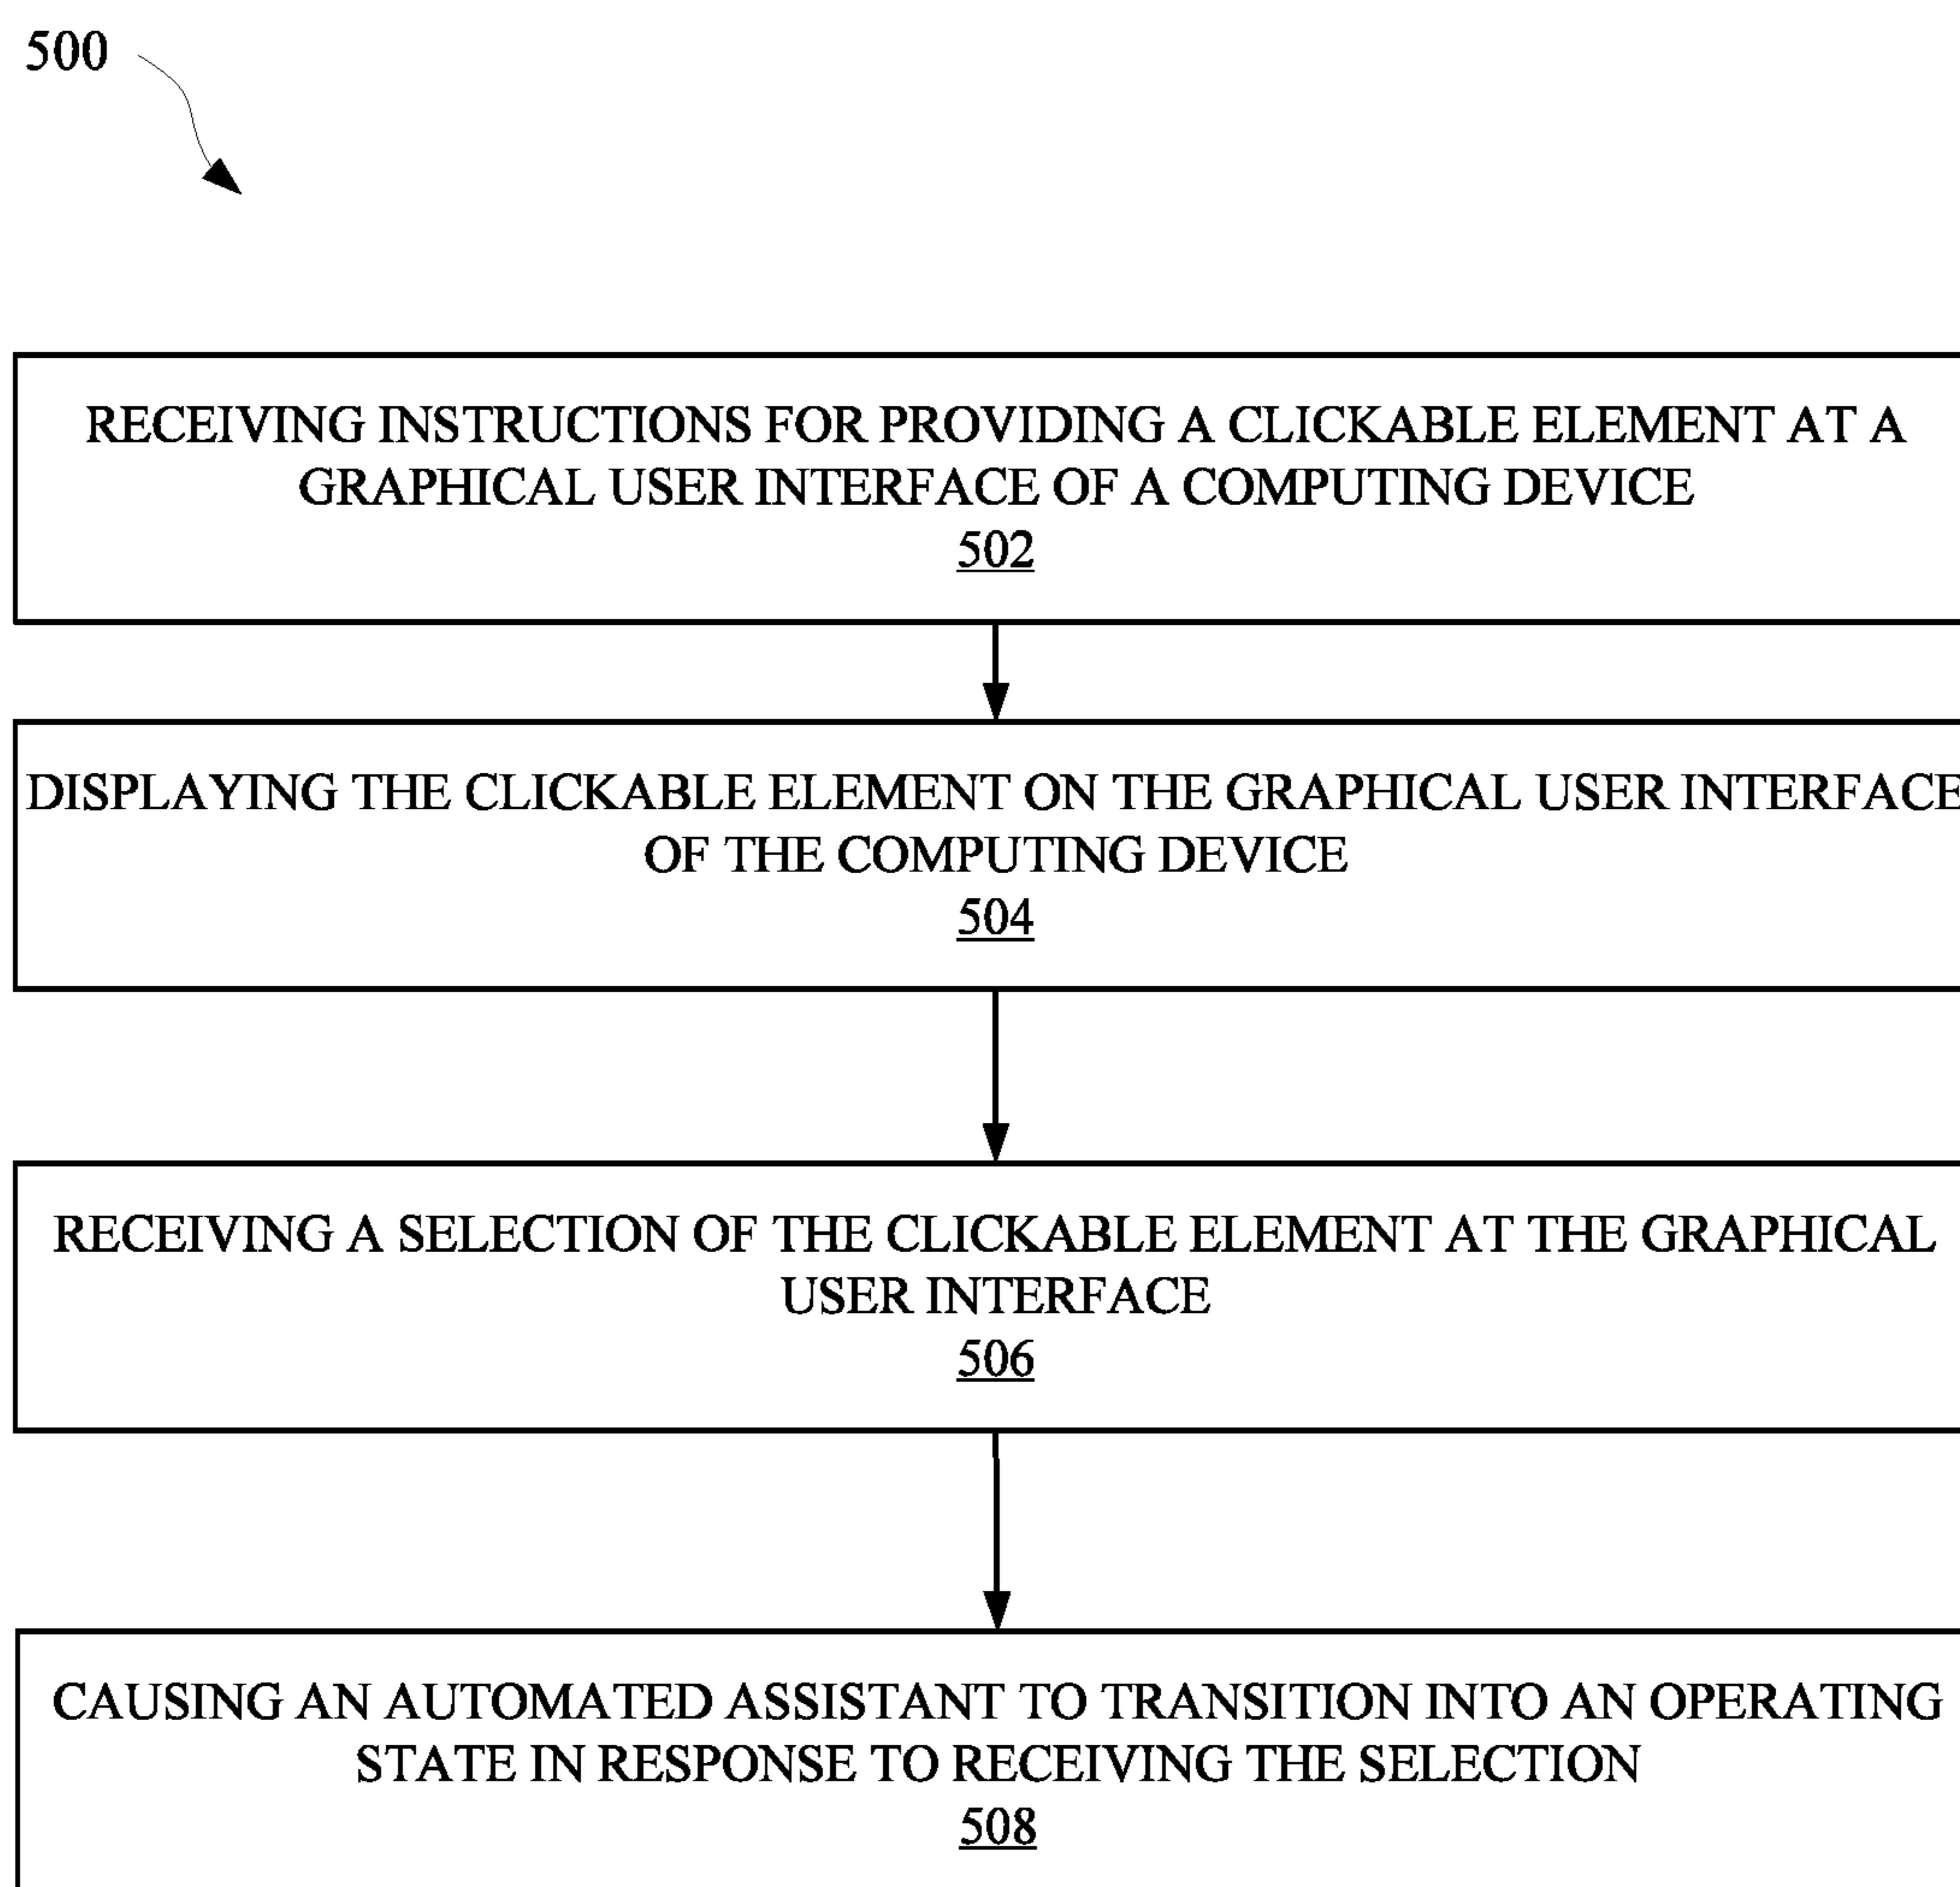 500
RECEIVING INSTRUCTIONS FOR PROVIDING A CLICKABLE ELEMENT AT A
GRAPHICAL USER INTERFACE OF A COMPUTING DEVICE
502
DISPLAYING THE CLICKABLE ELEMENT ON THE GRAPHICAL USER INTERFACE
OF THE COMPUTING DEVICE
504
RECEIVING A SELECTION OF THE CLICKABLE ELEMENT AT THE GRAPHICAL
USER INTERFACE
506
CAUSING AN AUTOMATED ASSISTANT TO TRANSITION INTO AN OPERATING
STATE IN RESPONSE TO RECEIVING THE SELECTION
508